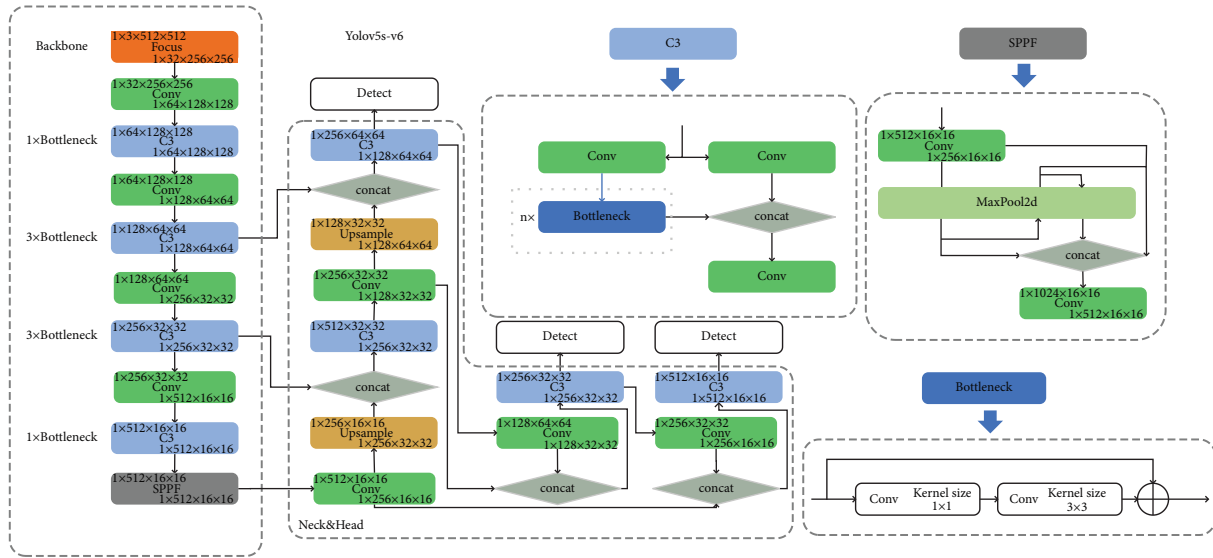 Backbone
1×3×512×512
Focus
1×32×256×256
1×32×256×256
Conv
1×64×128×128
1×Bottleneck
1×64×128×128
C3
1×64×128×128
1×64×128×128
Conv
1×128×64×64
3×Bottleneck
1×128×64×64
C3
1×128×64×64
1×128×64×64
Conv
1×256×32×32
3×Bottleneck
1×256×32×32
C3
1×256×32×32
1×256×32×32
Conv
1×512×16×16
1×Bottleneck
1×512×16×16
C3
1×512×16×16
1×512×16×16
SPPF
1×512×16×16
Yolov5s-v6
Detect
1×256×64×64
C3
1×128×64×64
concat
1×128×32×32
Upsample
1×128×64×64
1×256×32×32
Conv
1×128×32×32
1×512×32×32
C3
1×256×32×32
concat
1×256×16×16
Upsample
1×256×32×32
1×512×16×16
Conv
1×256×16×16
Neck&Head
Detect
1×256×32×32
C3
1×256×32×32
1×128×64×64
Conv
1×128×32×32
concat
Detect
1×512×16×16
C3
1×512×16×16
1×256×32×32
Conv
1×256×16×16
concat
C3
Conv
Conv
n×
Bottleneck
concat
Conv
SPPF
1×512×16×16
Conv
1×256×16×16
MaxPool2d
concat
1×1024×16×16
Conv
1×512×16×16
Bottleneck
Conv
Kernel size
1×1
Conv
Kernel size
3×3